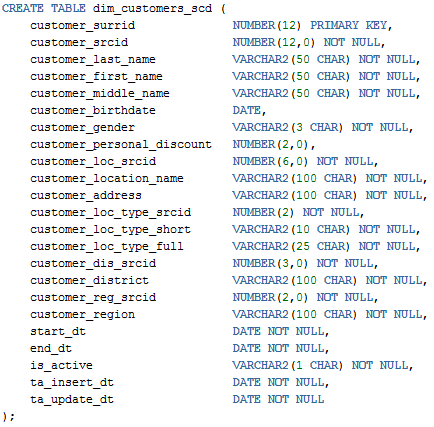 CREATE TABLE dim_customers_scd (
customer_surrid NUMBER(12) PRIMARY KEY,
customer_srcid NUMBER(12,0) NOT NULL,
customer_last_name VARCHAR2(50 CHAR) NOT NULL,
customer_first_name VARCHAR2(50 CHAR) NOT NULL,
customer_middle_name VARCHAR2(50 CHAR) NOT NULL,
customer_birthdate DATE,
customer_gender VARCHAR2(3 CHAR) NOT NULL,
customer_personal_discount NUMBER(2,0),
customer_loc_srcid NUMBER(6,0) NOT NULL,
customer_location_name VARCHAR2(100 CHAR) NOT NULL,
customer_address VARCHAR2(100 CHAR) NOT NULL,
customer_loc_type_srcid NUMBER(2) NOT NULL,
customer_loc_type_short VARCHAR2(10 CHAR) NOT NULL,
customer_loc_type_full VARCHAR2(25 CHAR) NOT NULL,
customer_dis_srcid NUMBER(3,0) NOT NULL,
customer_district VARCHAR2(100 CHAR) NOT NULL,
customer_reg_srcid NUMBER(2,0) NOT NULL,
customer_region VARCHAR2(100 CHAR) NOT NULL,
start_dt DATE NOT NULL,
end_dt DATE NOT NULL,
is_active VARCHAR2(1 CHAR) NOT NULL,
ta_insert_dt DATE NOT NULL,
ta_update_dt DATE NOT NULL
);